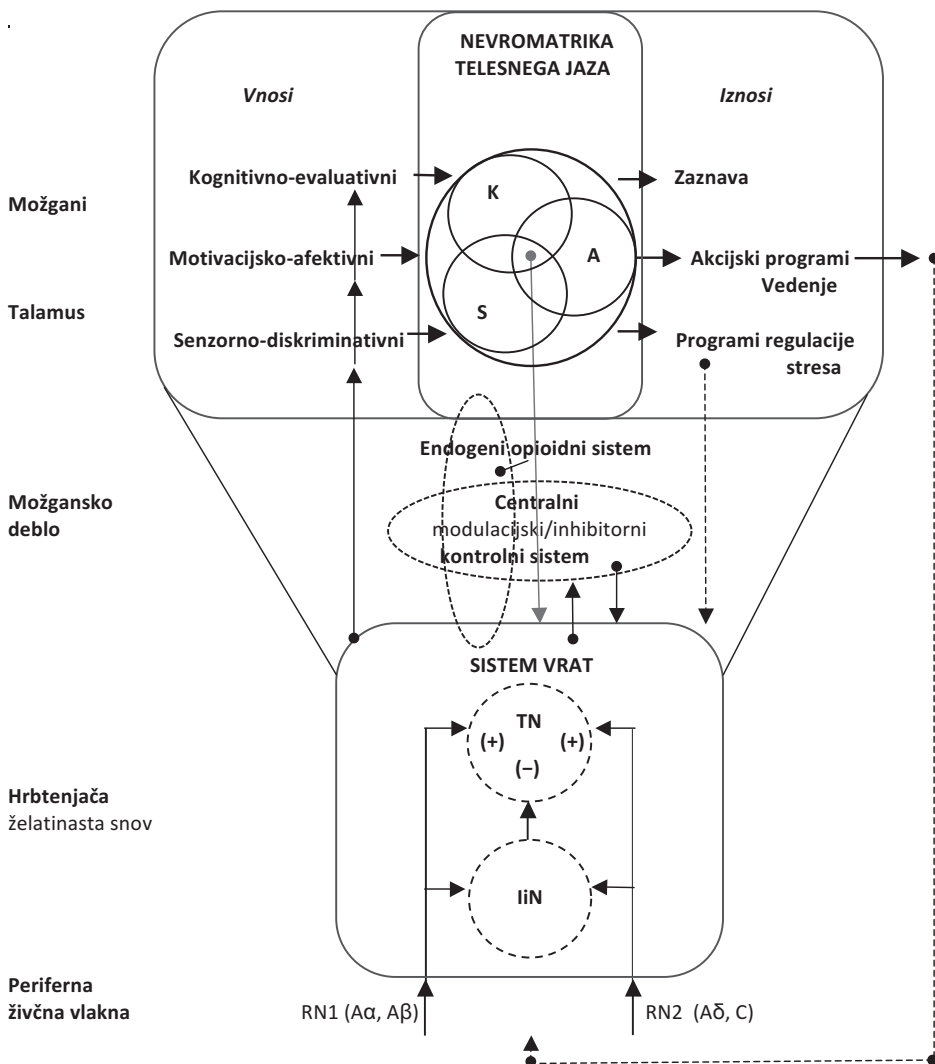 NEVROMATRIKA
TELESNEGA JAZA
Vnosi
Iznosi
Kognitivno-evaluativni
K
Zaznava
Možgani
Motivacijsko-afektivni
A
Akcijski programi
Vedenje
Talamus
Senzorno-diskriminativni
S
Programi regulacije
stresa
Endogeni opioidni sistem
Možgansko
deblo
Centralni
modulacijski/inhibitorni
kontrolni sistem
SISTEM VRAT
TN
(+) (+)
(−)
Hrbtenjača
želatinasta snov
IiN
Periferna
živčna vlakna
RN1 (Aα, Aβ)
RN2 (Aδ, C)